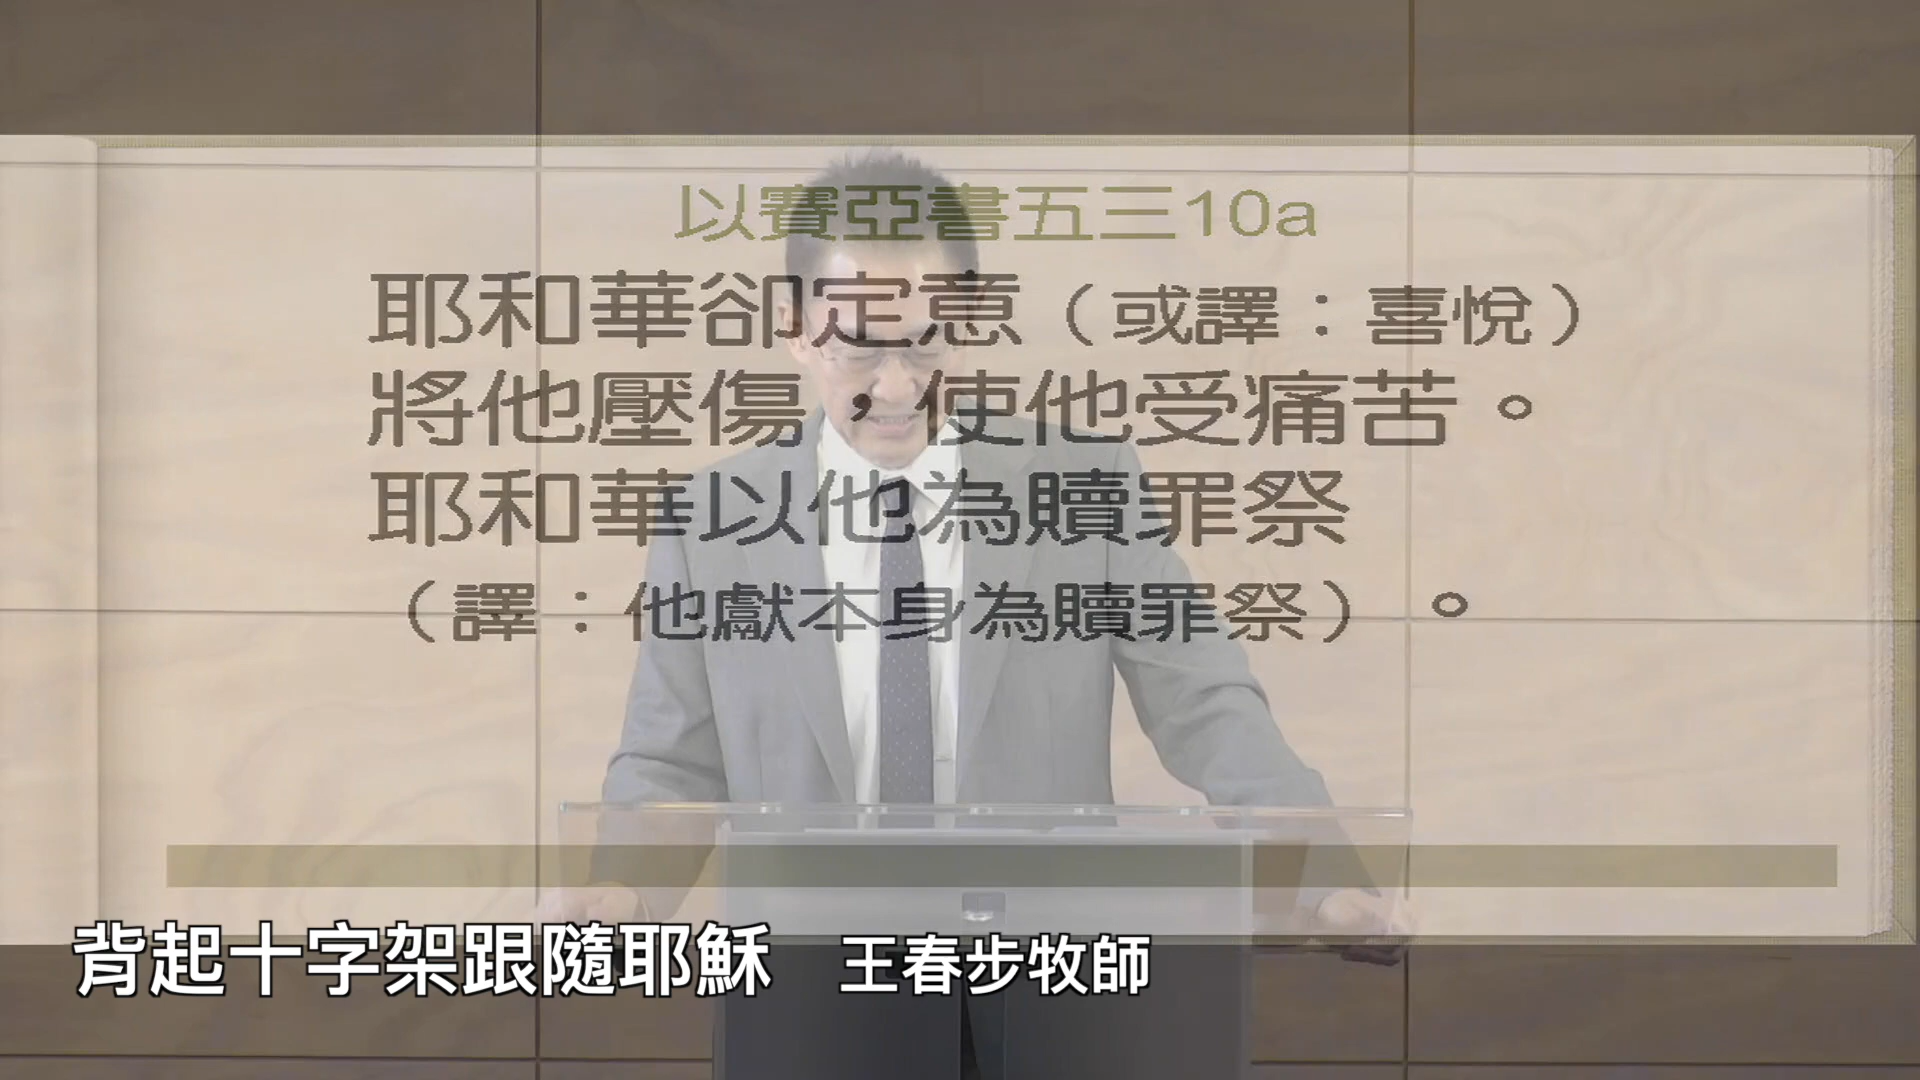 以賽亞書五三10a
耶和華卻定意（或譯：喜悅）
將他壓傷，使他受痛苦。
耶和華以他為贖罪祭
（譯：他獻本身為贖罪祭）。
背起十字架跟隨耶穌 王春步牧師